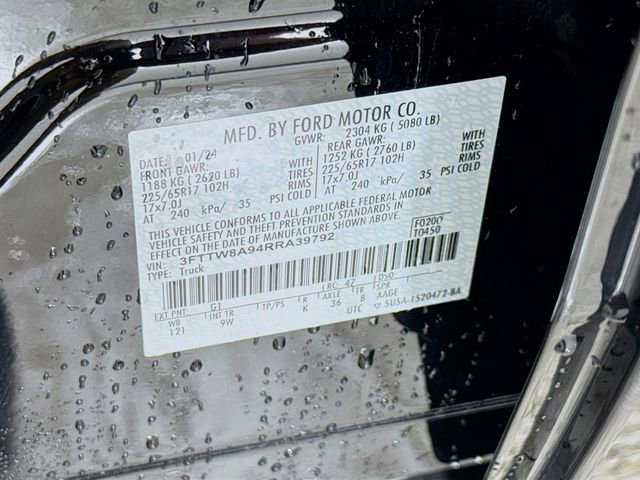 MFD. BY FORD MOTOR CO.
DATE: 01/24 GVWR: 2304 KG ( 5080 LB)
FRONT GAWR: REAR GAWR:
1188 KG ( 2620 LB) WITH 1252 KG ( 2760 LB) WITH
225/65R17 102H TIRES 225/65R17 102H TIRES
17x7.0J RIMS 17x7.0J RIMS
AT 240 kPa/ 35 PSI COLD AT 240 kPa/ 35 PSI COLD
THIS VEHICLE CONFORMS TO ALL APPLICABLE FEDERAL MOTOR
VEHICLE SAFETY AND THEFT PREVENTION STANDARDS IN
EFFECT ON THE DATE OF MANUFACTURE SHOWN ABOVE.
VIN: 3FTTW8A94RRA39792 F0200
TYPE: Truck T0450
EXT PNT: G1 RC: 47 DSO:
WB INT TR TP/PS R AXLE TR SPR
121 9W K 36 8 AAGE
UTC SUSA-1520472-BA